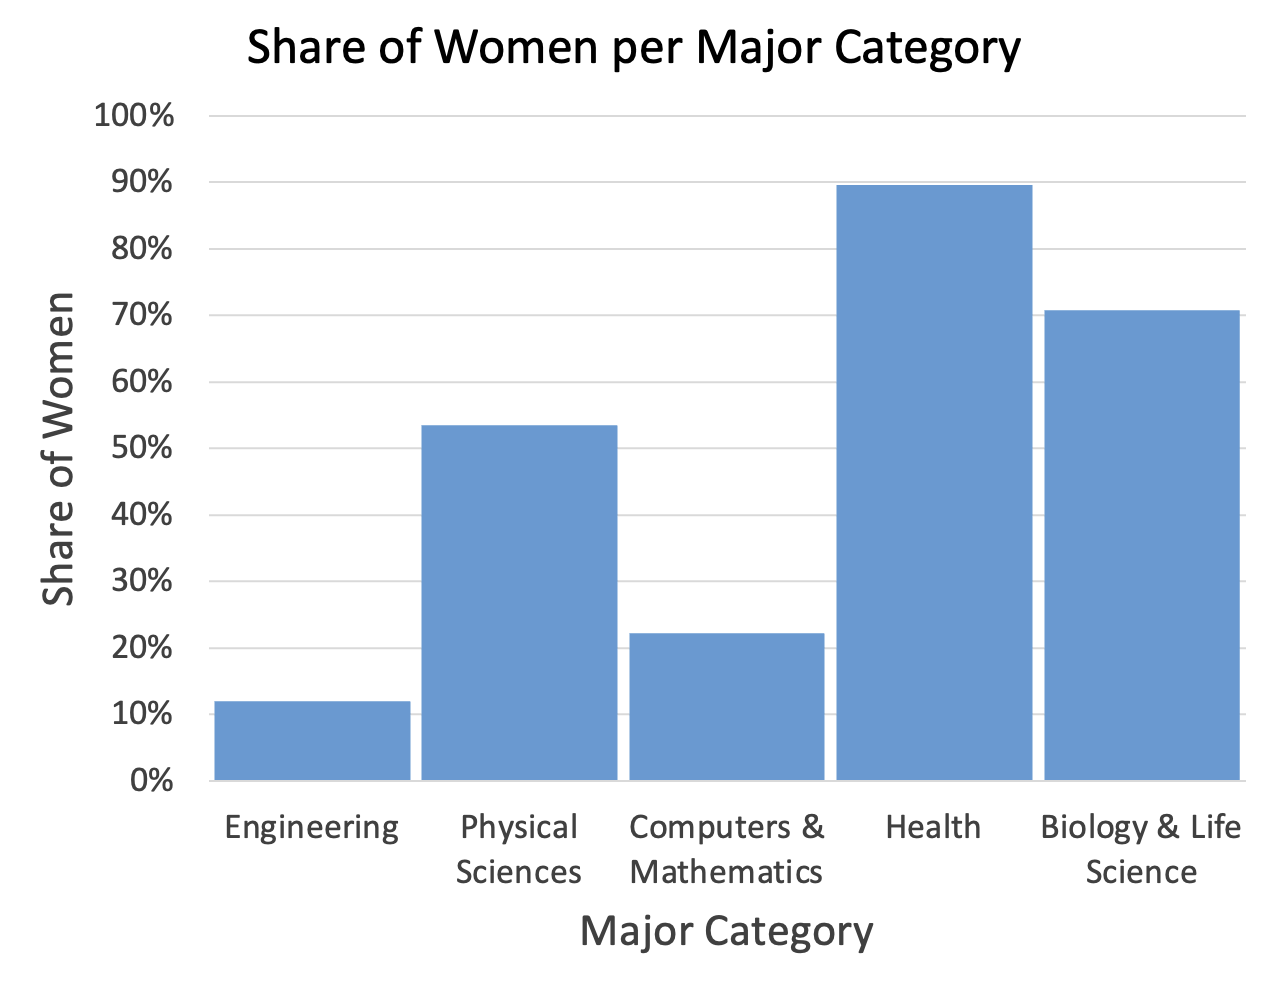 Share of Women per Major Category
100%
90%
80%
70%
60%
50%
40%
30%
20%
10%
0%
Share of Women
Engineering
Physical
Sciences
Computers &
Mathematics
Health
Biology & Life
Science
Major Category